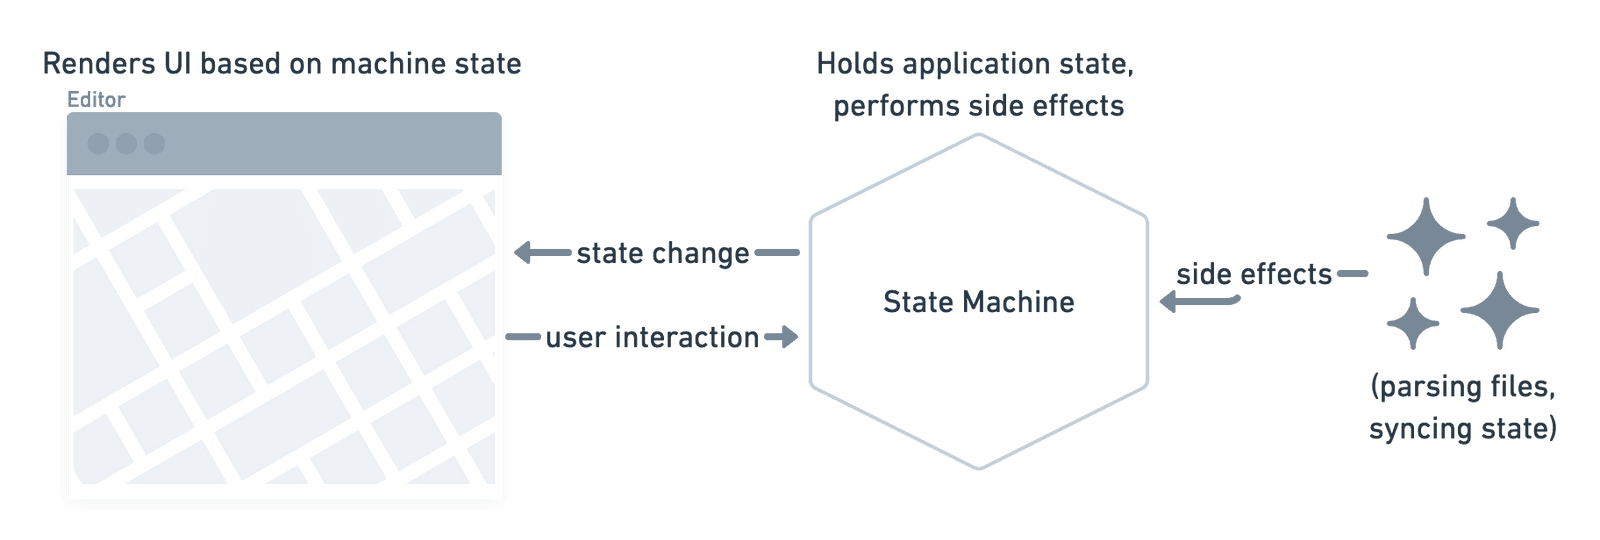 Renders UI based on machine state
Editor
Holds application state,
performs side effects
state change
user interaction
State Machine
side effects
(parsing files,
syncing state)